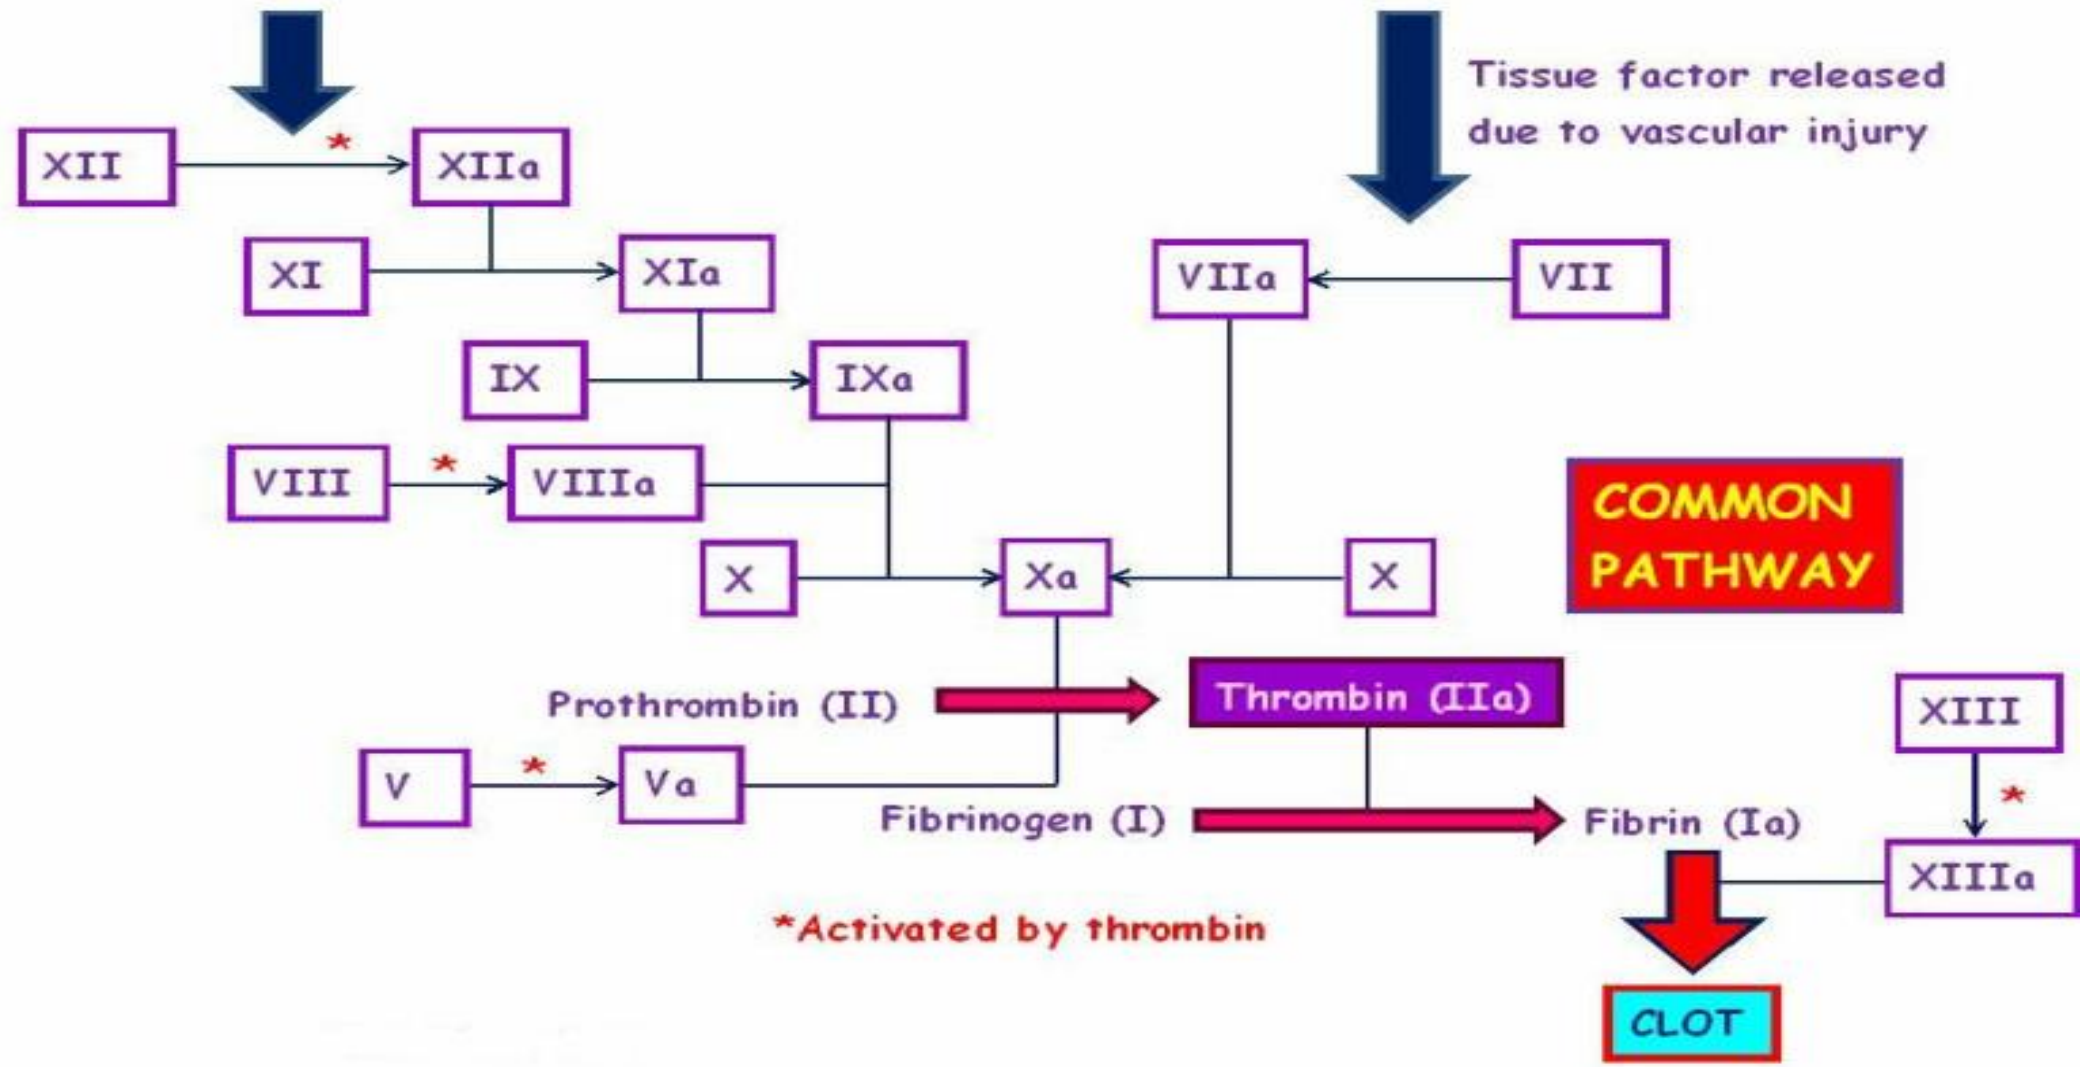 Tissue factor released
due to vascular injury
*
XII
XIIa
XI
XIa
VIIa
VII
IX
IXa
VIII
*
VIIIa
COMMON
PATHWAY
X
Xa
X
Prothrombin (II)
Thrombin (IIa)
XIII
V
*
Va
Fibrinogen (I)
Fibrin (Ia)
*
XIIIa
*Activated by thrombin
CLOT